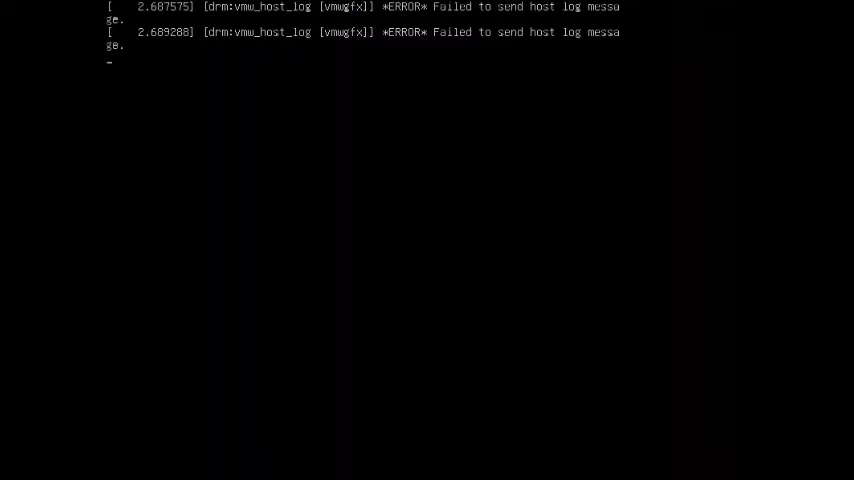 [    2.687575] [drm:vmw_host_log [vmwgfx]] *ERROR* Failed to send host log messa
ge.
[    2.689288] [drm:vmw_host_log [vmwgfx]] *ERROR* Failed to send host log messa
ge.